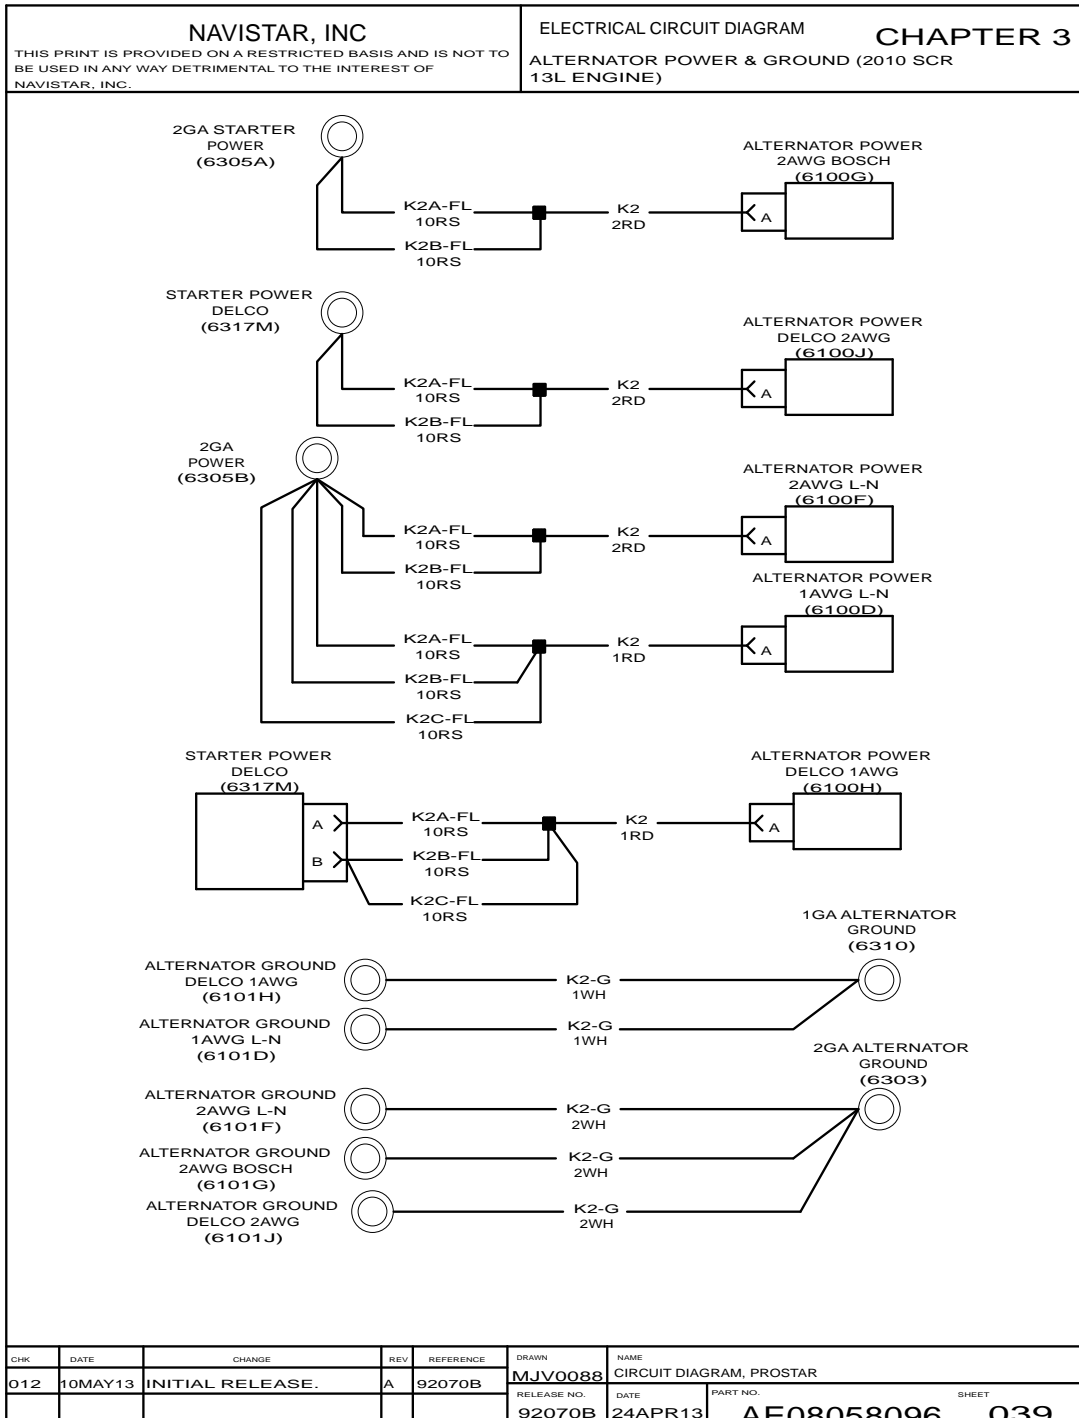 NAVISTAR, INC
THIS PRINT IS PROVIDED ON A RESTRICTED BASIS AND IS NOT TO
BE USED IN ANY WAY DETRIMENTAL TO THE INTEREST OF
NAVISTAR, INC.
ELECTRICAL CIRCUIT DIAGRAM
CHAPTER 3
ALTERNATOR POWER & GROUND (2010 SCR
13L ENGINE)
2GA STARTER
POWER
(6305A)
ALTERNATOR POWER
2AWG BOSCH
(6100G)
K2A-FL
10RS
K2
2RD
A
K2B-FL
10RS
STARTER POWER
DELCO
(6317M)
ALTERNATOR POWER
DELCO 2AWG
(6100J)
K2A-FL
10RS
K2
2RD
A
K2B-FL
10RS
2GA
POWER
(6305B)
ALTERNATOR POWER
2AWG L-N
(6100F)
K2A-FL
10RS
K2
2RD
A
K2B-FL
10RS
ALTERNATOR POWER
1AWG L-N
(6100D)
K2A-FL
10RS
K2
1RD
A
K2B-FL
10RS
K2C-FL
10RS
STARTER POWER
DELCO
(6317M)
ALTERNATOR POWER
DELCO 1AWG
(6100H)
A
K2A-FL
10RS
K2
1RD
A
B
K2B-FL
10RS
K2C-FL
10RS
1GA ALTERNATOR
GROUND
(6310)
ALTERNATOR GROUND
DELCO 1AWG
(6101H)
K2-G
1WH
ALTERNATOR GROUND
1AWG L-N
(6101D)
K2-G
1WH
2GA ALTERNATOR
GROUND
(6303)
ALTERNATOR GROUND
2AWG L-N
(6101F)
K2-G
2WH
ALTERNATOR GROUND
2AWG BOSCH
(6101G)
K2-G
2WH
ALTERNATOR GROUND
DELCO 2AWG
(6101J)
K2-G
2WH
CHK DATE CHANGE REV REFERENCE
012 10MAY13 INITIAL RELEASE. A 92070B
DRAWN
MJV0088
NAME
CIRCUIT DIAGRAM, PROSTAR
RELEASE NO. DATE PART NO. SHEET
92070B 24APR13 AE08058096 039